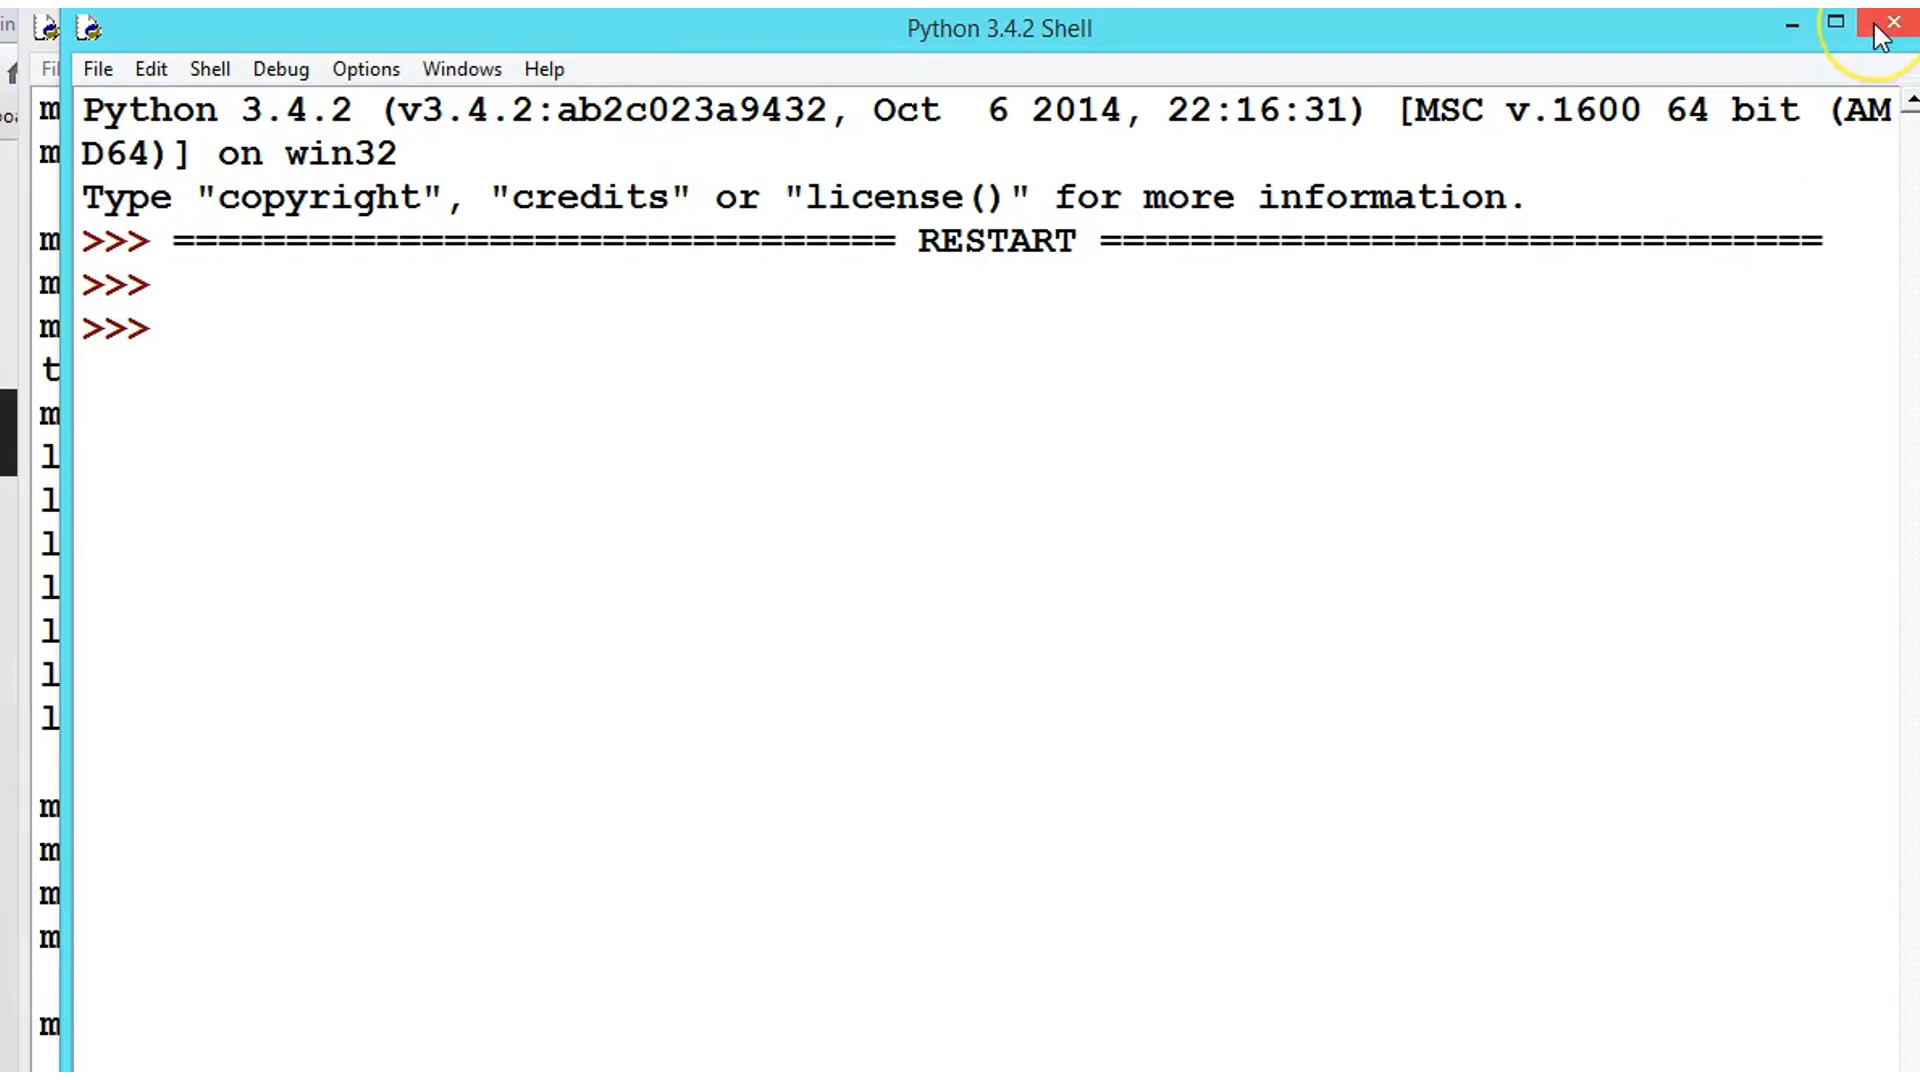 Python 3.4.2 Shell
File Edit Shell Debug Options Windows Help
Python 3.4.2 (v3.4.2:ab2c023a9432, Oct  6 2014, 22:16:31) [MSC v.1600 64 bit (AM
D64)] on win32
Type "copyright", "credits" or "license()" for more information.
>>> ================================ RESTART ================================
>>>
>>>